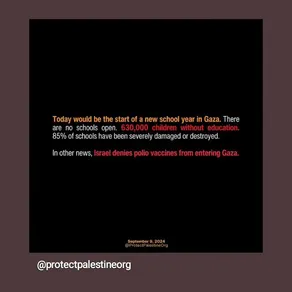 Today would be the start of a new school year in Gaza. There
are no schools open. 630,000 children without education.
85% of schools have been severely damaged or destroyed.
In other news, Israel denies polio vaccines from entering Gaza.
September 9, 2024
@ProtectPalestineOrg
@protectpalestineorg